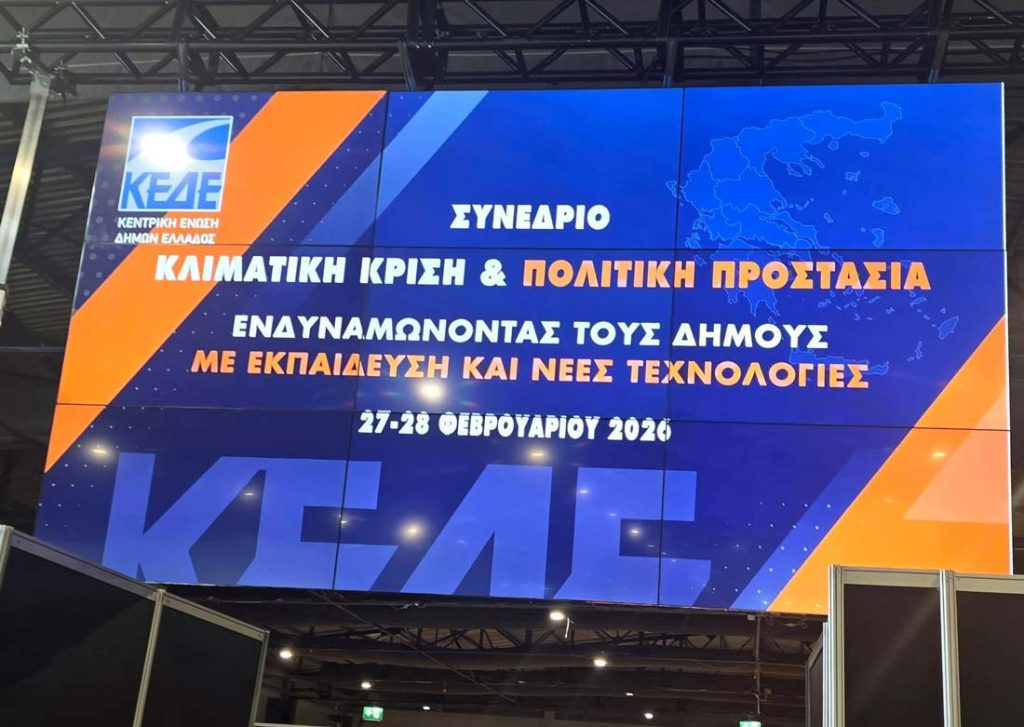 ΚΕΔΕ
ΚΕΝΤΡΙΚΗ ΕΝΩΣΗ
ΔΗΜΩΝ ΕΛΛΑΔΟΣ
ΣΥΝΕΔΡΙΟ
ΚΛΙΜΑΤΙΚΗ ΚΡΙΣΗ & ΠΟΛΙΤΙΚΗ ΠΡΟΣΤΑΣΙΑ
ΕΝΔΥΝΑΜΩΝΟΝΤΑΣ ΤΟΥΣ ΔΗΜΟΥΣ
ΜΕ ΕΚΠΑΙΔΕΥΣΗ ΚΑΙ ΝΕΕΣ ΤΕΧΝΟΛΟΓΙΕΣ
27-28 ΦΕΒΡΟΥΑΡΙΟΥ 2026
ΚΕΔΕ